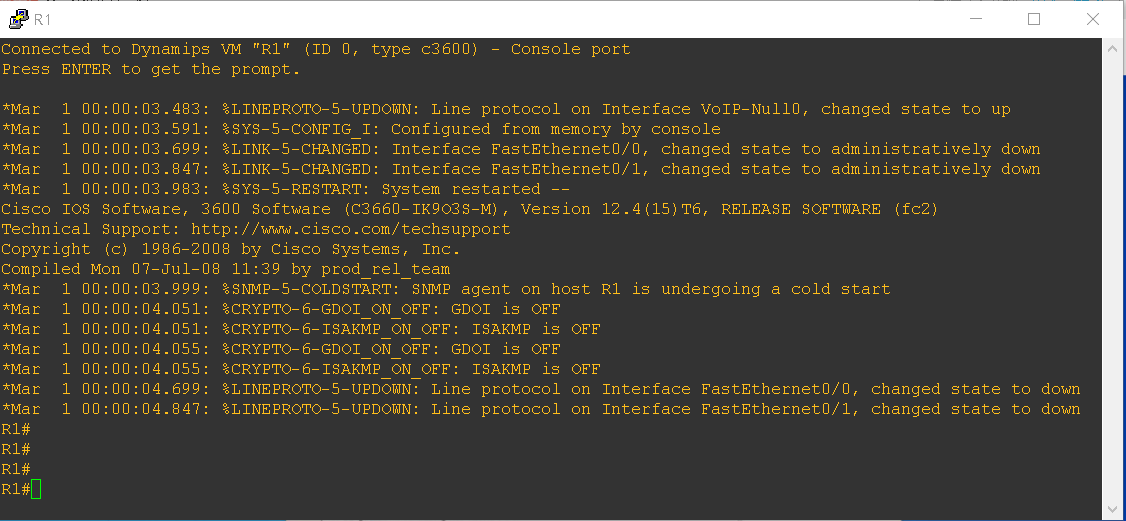 R1
Connected to Dynamips VM "R1" (ID 0, type c3600) - Console port
Press ENTER to get the prompt.
*Mar  1 00:00:03.483: %LINEPROTO-5-UPDOWN: Line protocol on Interface VoIP-Null0, changed state to up
*Mar  1 00:00:03.591: %SYS-5-CONFIG_I: Configured from memory by console
*Mar  1 00:00:03.699: %LINK-5-CHANGED: Interface FastEthernet0/0, changed state to administratively down
*Mar  1 00:00:03.847: %LINK-5-CHANGED: Interface FastEthernet0/1, changed state to administratively down
*Mar  1 00:00:03.983: %SYS-5-RESTART: System restarted --
Cisco IOS Software, 3600 Software (C3660-IK9O3S-M), Version 12.4(15)T6, RELEASE SOFTWARE (fc2)
Technical Support: http://www.cisco.com/techsupport
Copyright (c) 1986-2008 by Cisco Systems, Inc.
Compiled Mon 07-Jul-08 11:39 by prod_rel_team
*Mar  1 00:00:03.999: %SNMP-5-COLDSTART: SNMP agent on host R1 is undergoing a cold start
*Mar  1 00:00:04.051: %CRYPTO-6-GDOI_ON_OFF: GDOI is OFF
*Mar  1 00:00:04.051: %CRYPTO-6-ISAKMP_ON_OFF: ISAKMP is OFF
*Mar  1 00:00:04.055: %CRYPTO-6-GDOI_ON_OFF: GDOI is OFF
*Mar  1 00:00:04.055: %CRYPTO-6-ISAKMP_ON_OFF: ISAKMP is OFF
*Mar  1 00:00:04.699: %LINEPROTO-5-UPDOWN: Line protocol on Interface FastEthernet0/0, changed state to down
*Mar  1 00:00:04.847: %LINEPROTO-5-UPDOWN: Line protocol on Interface FastEthernet0/1, changed state to down
R1#
R1#
R1#
R1#